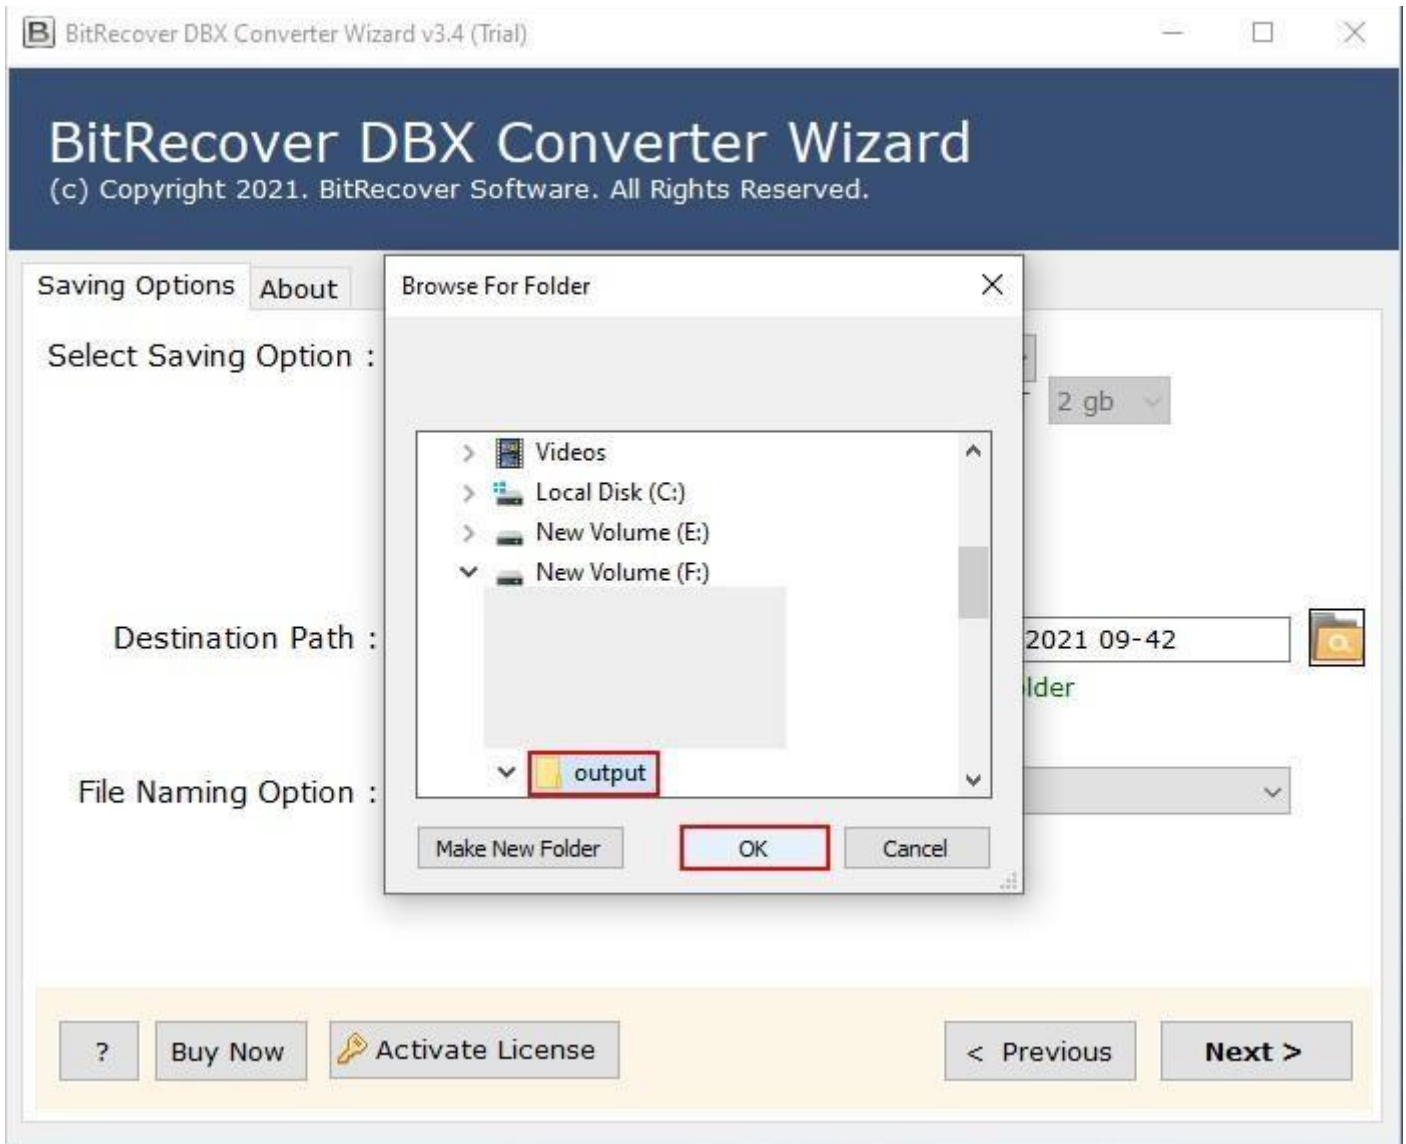 BitRecover DBX Converter Wizard v3.4 (Trial)
BitRecover DBX Converter Wizard
(c) Copyright 2021. BitRecover Software. All Rights Reserved.
Saving Options About
Browse For Folder
Select Saving Option :
2 gb
Videos
Local Disk (C:)
New Volume (E:)
New Volume (F:)
Destination Path :
2021 09-42
lder
output
File Naming Option :
Make New Folder OK Cancel
? Buy Now Activate License < Previous Next >